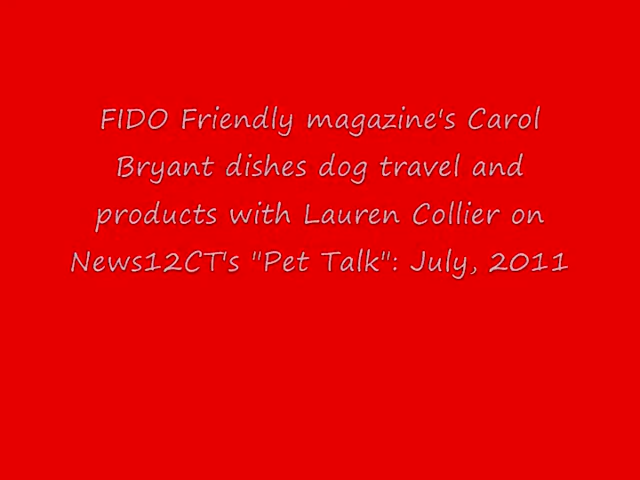 FIDO Friendly magazine's Carol
Bryant dishes dog travel and
products with Lauren Collier on
News12CT's "Pet Talk": July, 2011